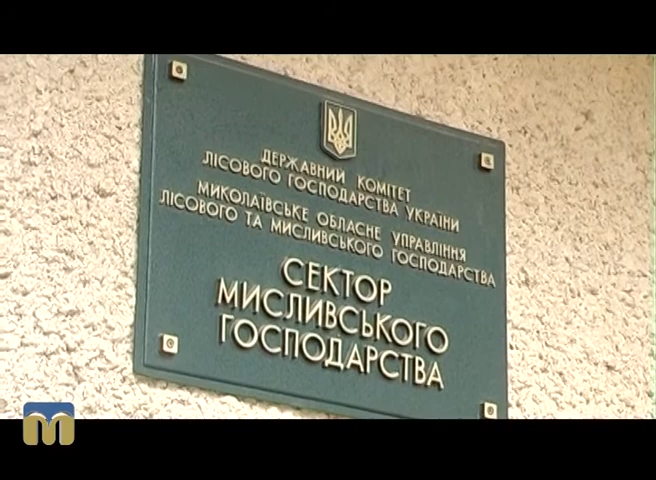 ДЕРЖАВНИЙ КОМІТЕТ
ЛІСОВОГО ГОСПОДАРСТВА УКРАЇНИ
МИКОЛАЇВСЬКЕ ОБЛАСНЕ УПРАВЛІННЯ
ЛІСОВОГО ТА МИСЛИВСЬКОГО ГОСПОДАРСТВА
СЕКТОР
МИСЛИВСЬКОГО
ГОСПОДАРСТВА